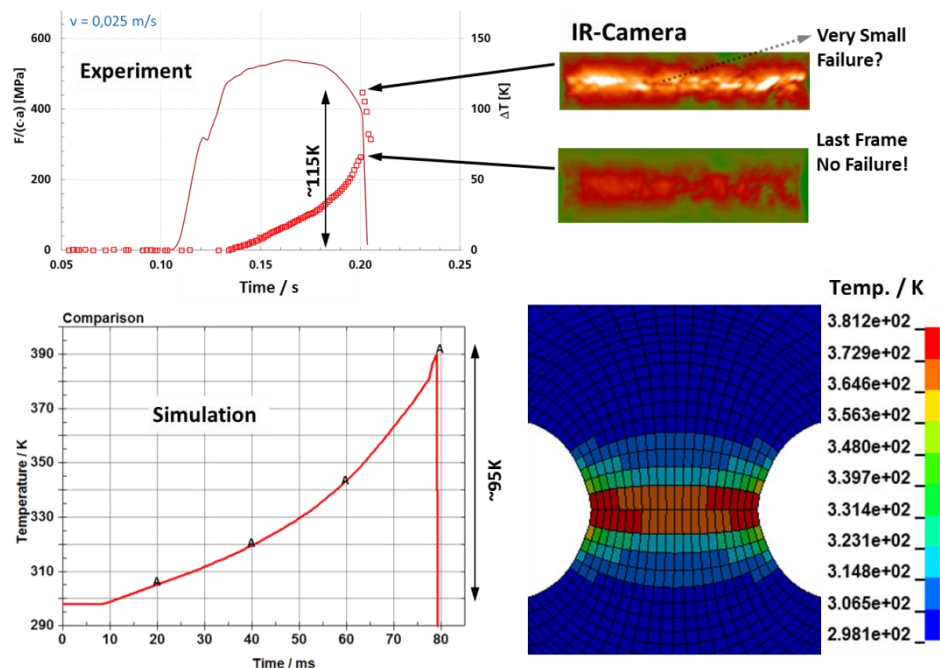 v = 0,025 m/s
600
400
200
0
F/(c·a) [MPa]
Experiment
~115K
150
100
50
0
ΔT [K]
0.05
0.10
0.15
0.20
0.25
Time / s
IR-Camera
Very Small
Failure?
Last Frame
No Failure!
Comparison
390
370
350
330
310
290
Temperature / K
Simulation
A
A
A
A
~95K
0
10
20
30
40
50
60
70
80
Time / ms
Temp. / K
3.812e+02
3.729e+02
3.646e+02
3.563e+02
3.480e+02
3.397e+02
3.314e+02
3.231e+02
3.148e+02
3.065e+02
2.981e+02